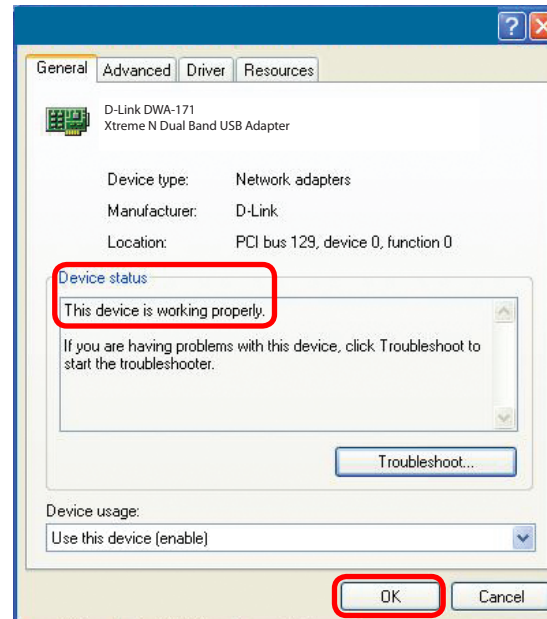 ?
General Advanced Driver Resources
D-Link DWA-171
Xtreme N Dual Band USB Adapter
Device type: Network adapters
Manufacturer: D-Link
Location: PCI bus 129, device 0, function 0
Device status
This device is working properly.
If you are having problems with this device, click Troubleshoot to
start the troubleshooter.
Troubleshoot...
Device usage:
Use this device (enable)
OK Cancel